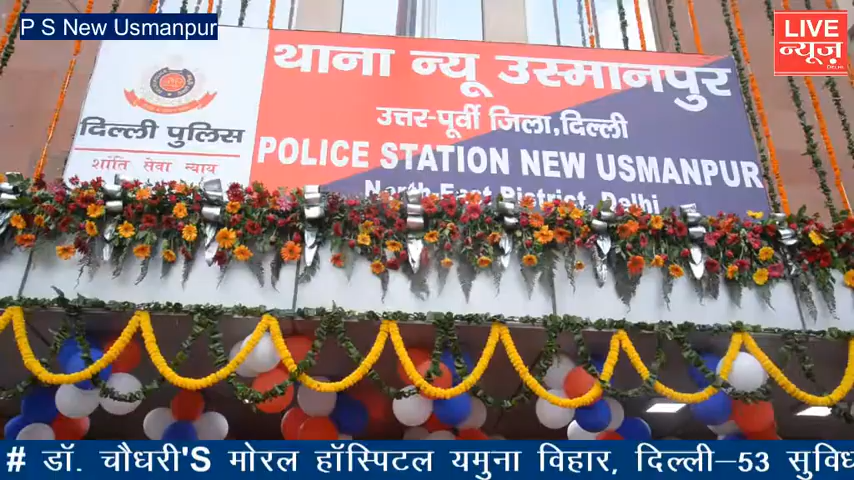 P S New Usmanpur
LIVE
न्यूज़
DELHI
थाना न्यू उस्मानपुर
उत्तर-पूर्वी जिला,दिल्ली
POLICE STATION NEW USMANPUR
North-East District, Delhi
दिल्ली पुलिस
शांति सेवा न्याय
# डॉ. चौधरी'S मोरल हॉस्पिटल यमुना विहार, दिल्ली–53 सुविध